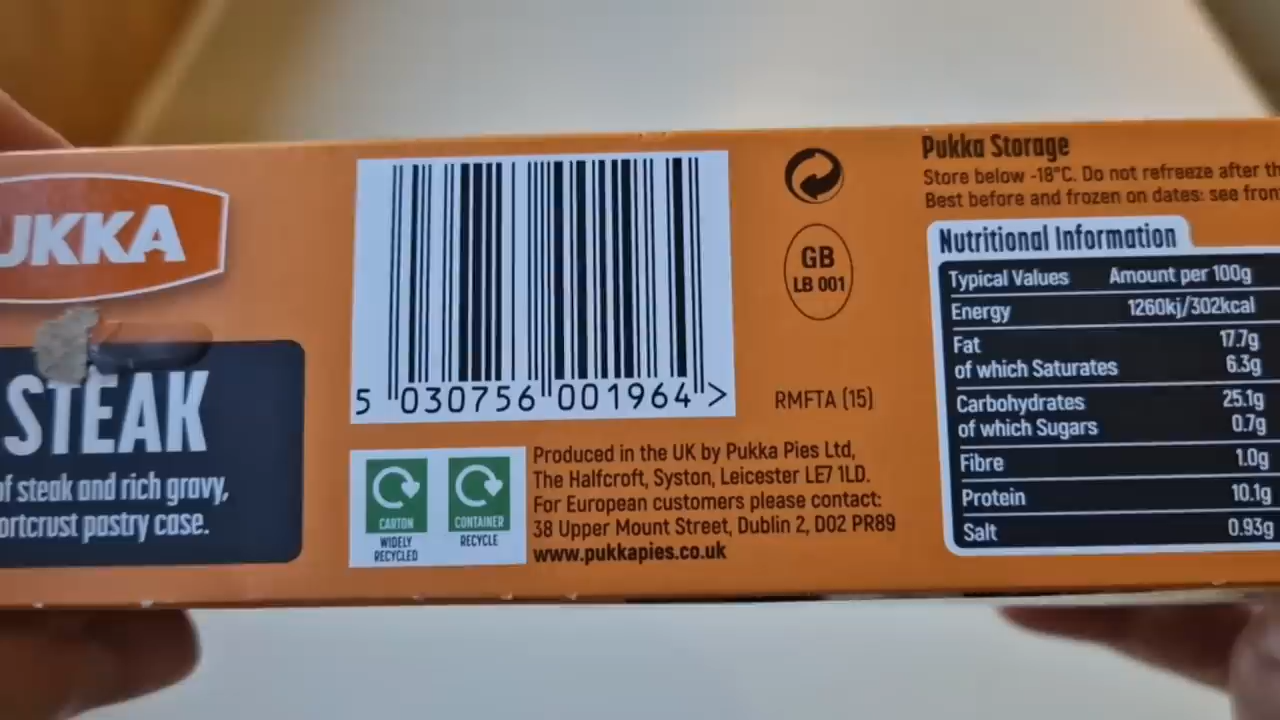 UKKA
STEAK
of steak and rich gravy,
ortcrust pastry case.
5 030756 001964 >
CARTON
WIDELY
RECYCLED
CONTAINER
RECYCLE
GB
LB 001
RMFTA (15)
Produced in the UK by Pukka Pies Ltd,
The Halfcroft, Syston, Leicester LE7 1LD.
For European customers please contact:
38 Upper Mount Street, Dublin 2, D02 PR89
www.pukkapies.co.uk
Pukka Storage
Store below -18°C. Do not refreeze after th
Best before and frozen on dates: see fron
Nutritional Information
Typical Values Amount per 100g
Energy 1260kj/302kcal
Fat 17.7g
of which Saturates 6.3g
Carbohydrates 25.1g
of which Sugars 0.7g
Fibre 1.0g
Protein 10.1g
Salt 0.93g